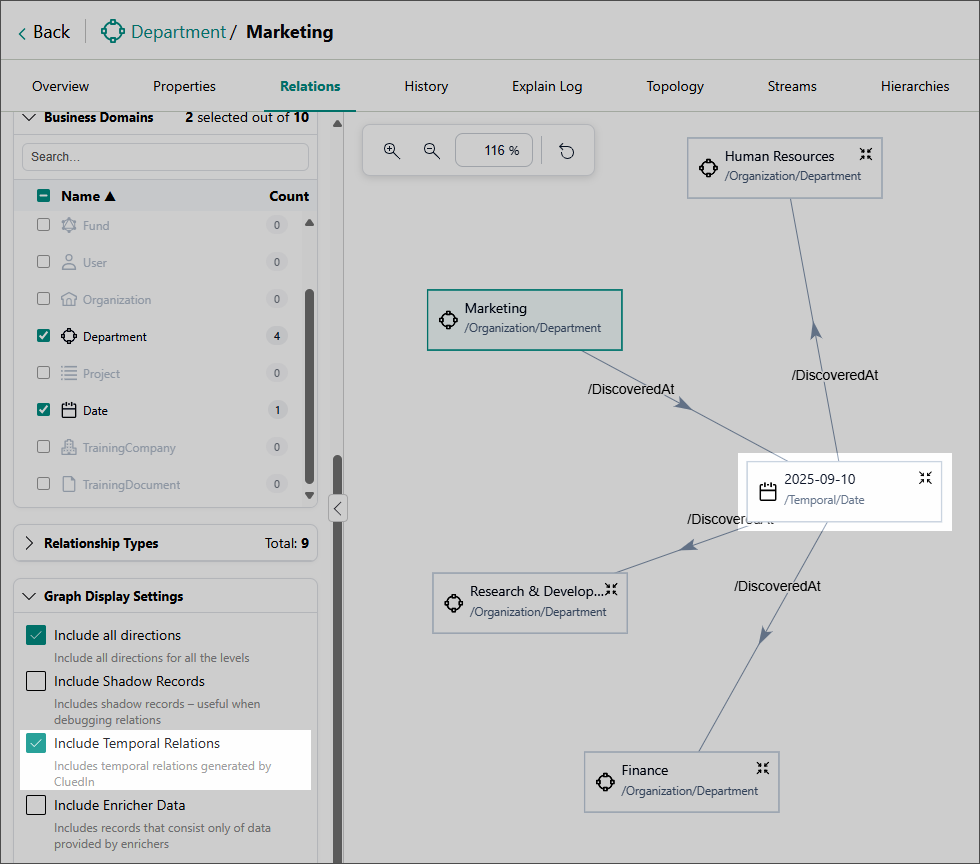 Back
Department / Marketing
Overview
Properties
Relations
History
Explain Log
Topology
Streams
Hierarchies
Business Domains
2 selected out of 10
Search...
Name ▲
Count
Fund
0
User
0
Organization
0
Department
4
Project
0
Date
1
TrainingCompany
0
TrainingDocument
0
Relationship Types
Total: 9
Graph Display Settings
Include all directions
Include all directions for all the levels
Include Shadow Records
Includes shadow records – useful when
debugging relations
Include Temporal Relations
Includes temporal relations generated by
CluedIn
Include Enricher Data
Includes records that consist only of data
provided by enrichers
116 %
Human Resources
/Organization/Department
Marketing
/Organization/Department
/DiscoveredAt
/DiscoveredAt
2025-09-10
/Temporal/Date
/DiscoveredAt
Research & Develop...
/Organization/Department
/DiscoveredAt
Finance
/Organization/Department